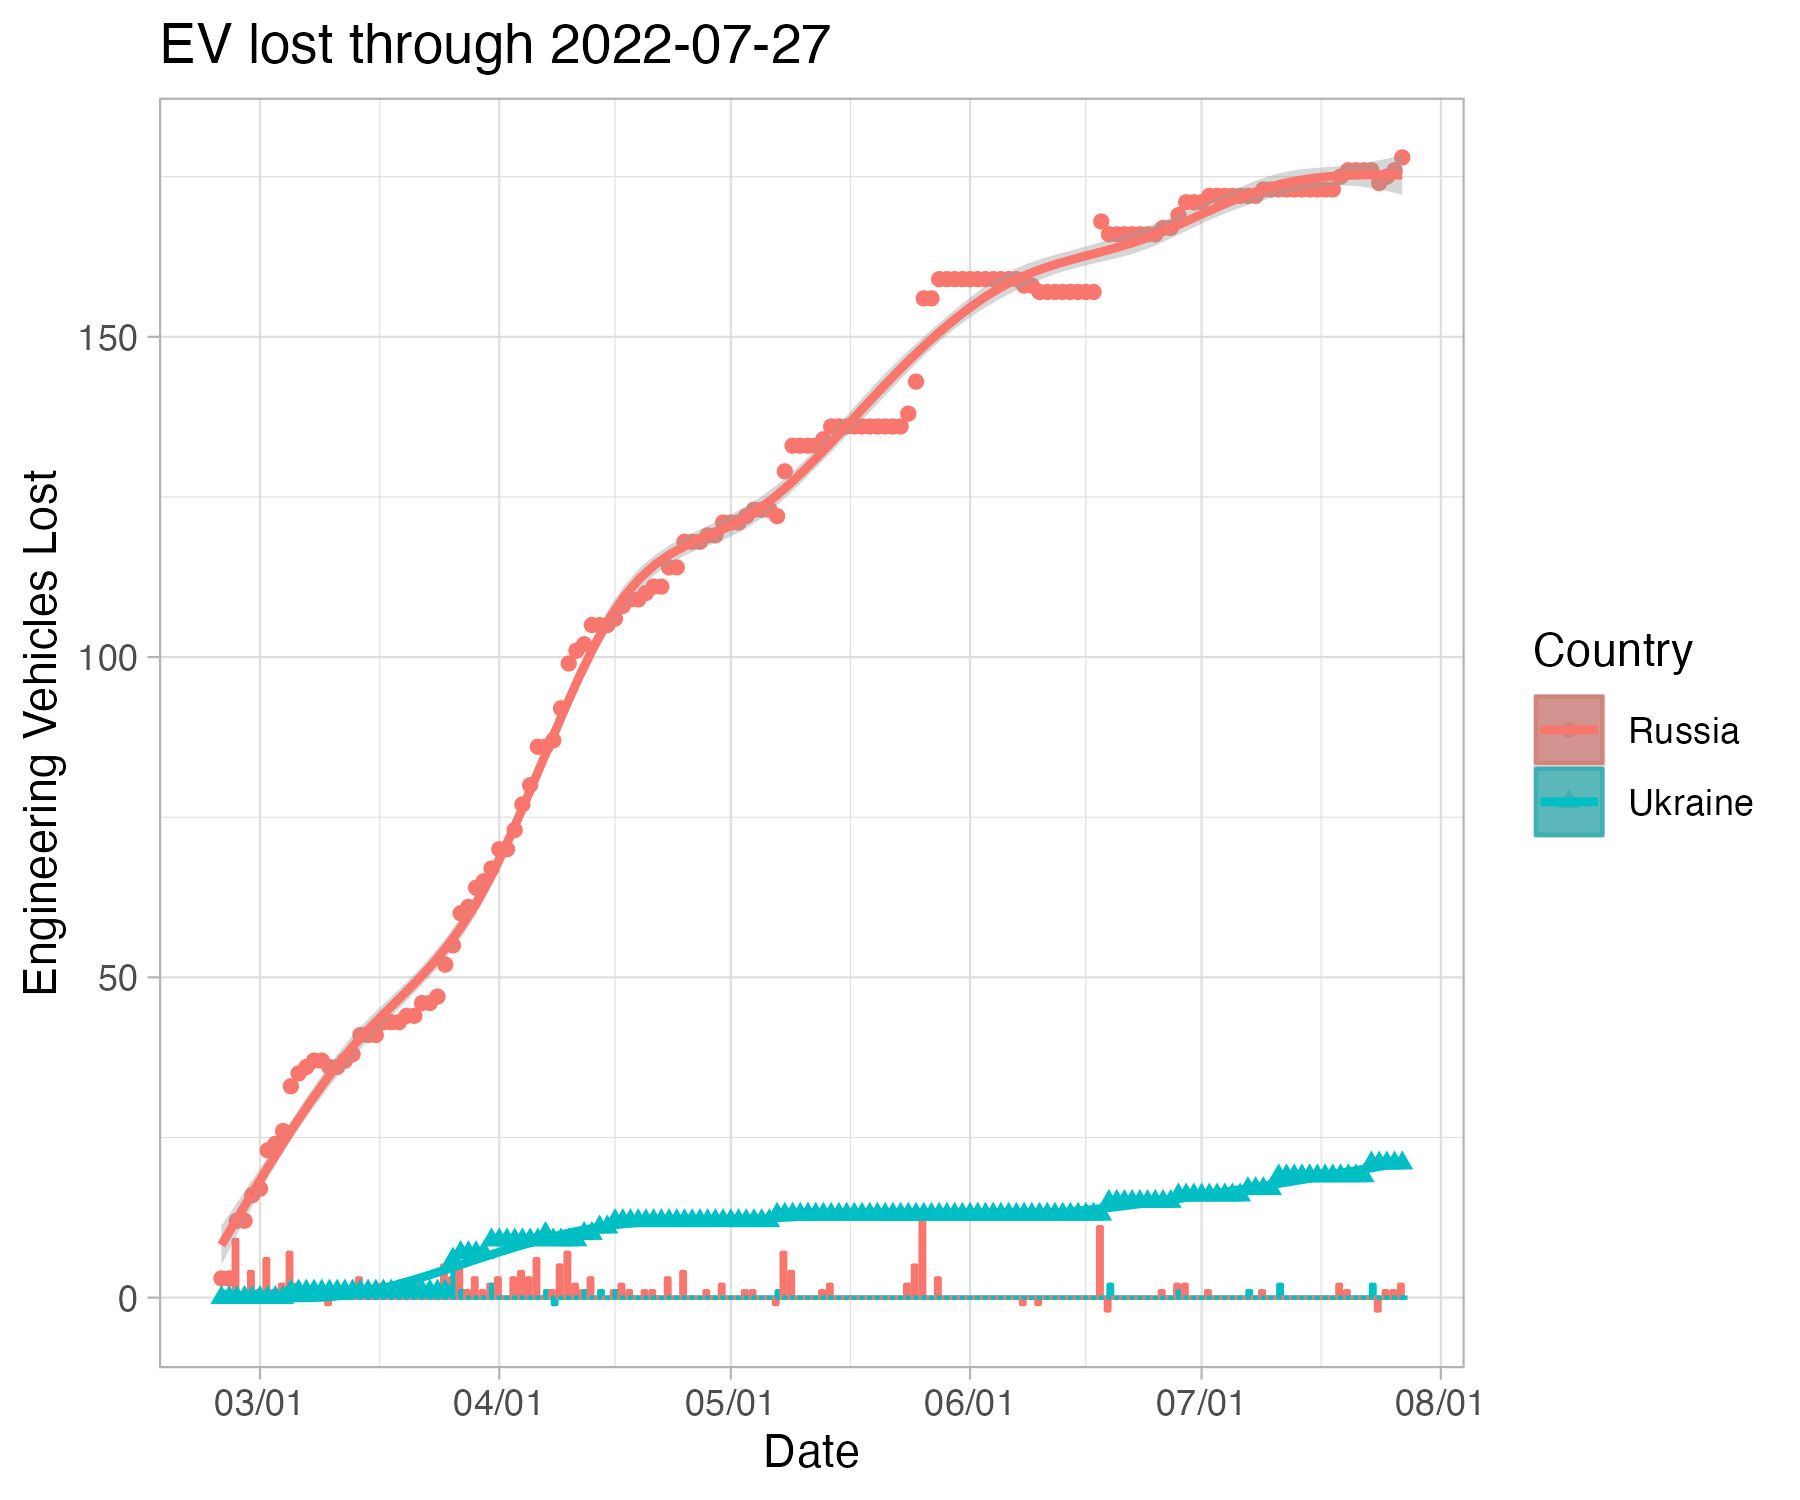 EV lost through 2022-07-27
Engineering Vehicles Lost
150
100
50
0
03/01
04/01
05/01
06/01
07/01
08/01
Date
Country
Russia
Ukraine